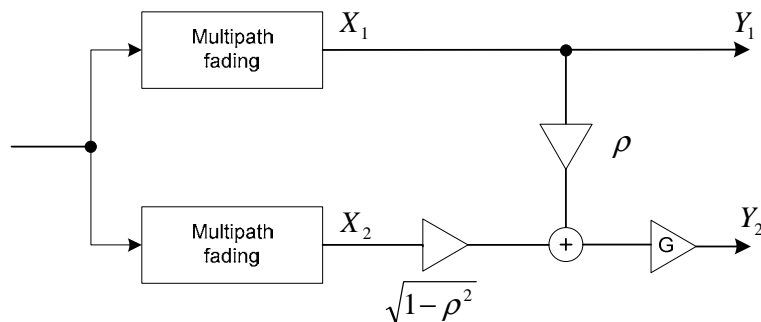 Multipath
fading
X₁
Y₁
ρ
Multipath
fading
X₂
√(1−ρ²)
+
G
Y₂